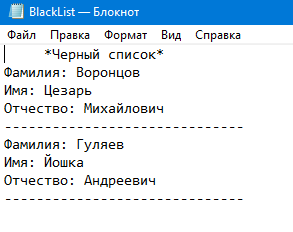 BlackList — Блокнот
Файл Правка Формат Вид Справка
*Черный список*
Фамилия: Воронцов
Имя: Цезарь
Отчество: Михайлович
------------------------------
Фамилия: Гуляев
Имя: Йошка
Отчество: Андреевич
------------------------------